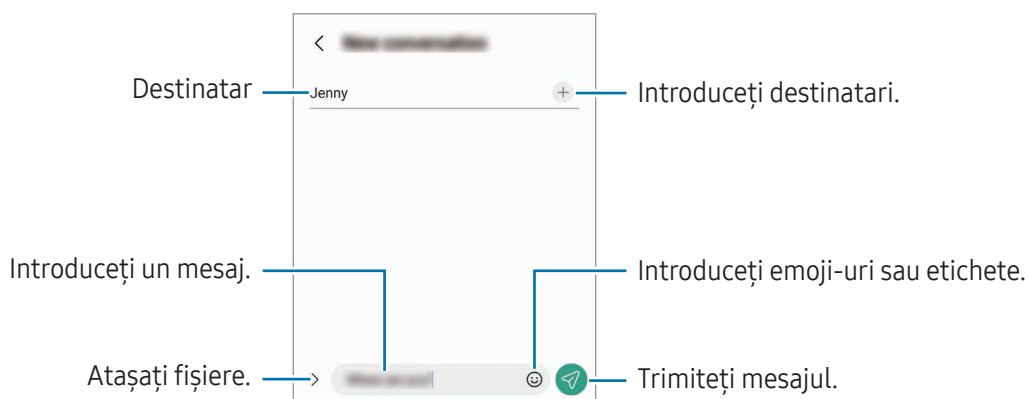 Destinatar
Jenny
Introduceți destinatari.
Introduceți un mesaj.
Introduceți emoji-uri sau etichete.
Atașați fișiere.
Trimiteți mesajul.